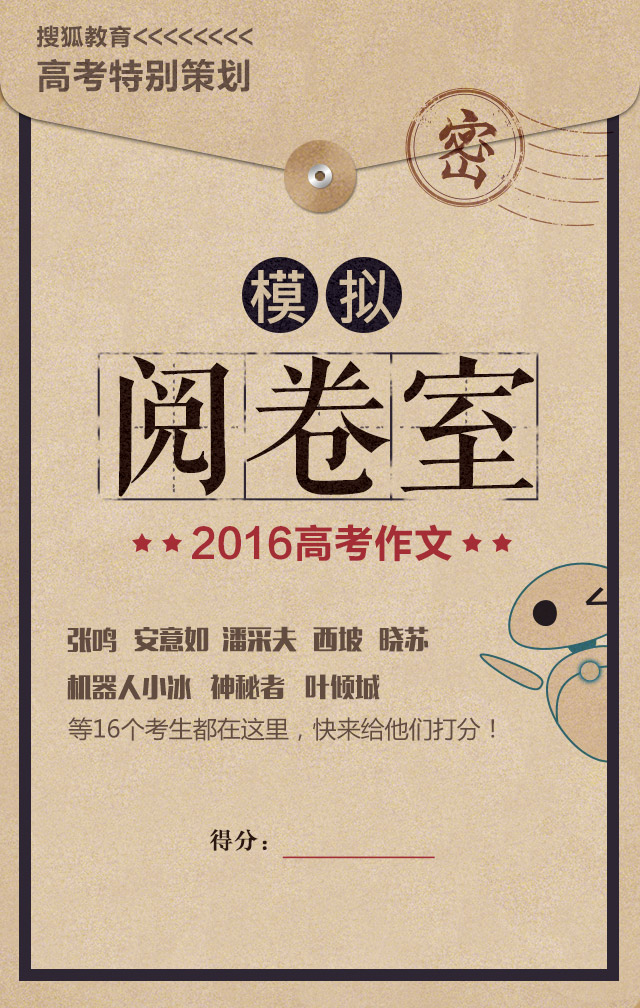 搜狐教育<<<<<<<<
高考特别策划
密
模拟
阅卷室
★★2016高考作文★★
张鸣 安意如 潘采夫 西坡 晓苏
机器人小冰 神秘者 叶倾城
等16个考生都在这里，快来给他们打分！
得分：